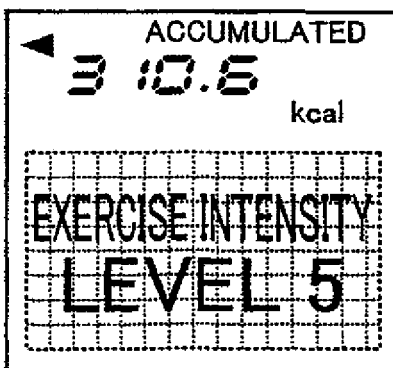 ACCUMULATED
310.6
kcal
EXERCISE INTENSITY
LEVEL 5